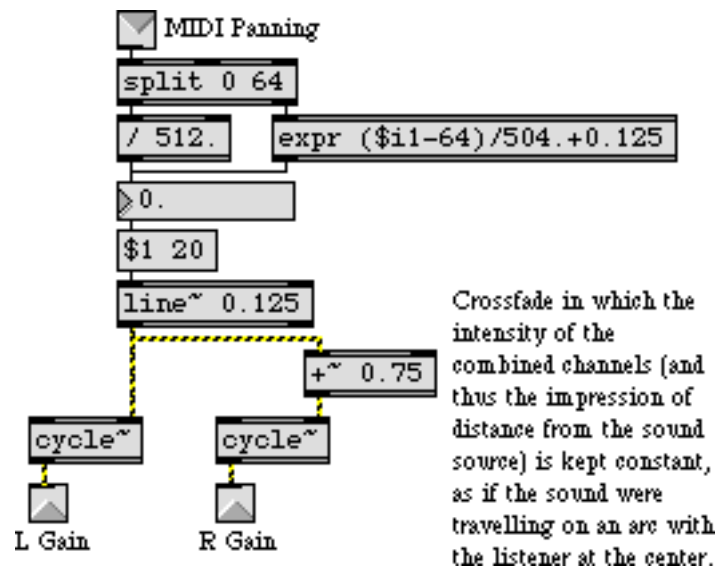 MIDI Panning
split 0 64
/ 512.
expr ($i1-64)/504.+0.125
0.
$1 20
line~ 0.125
+~ 0.75
cycle~
cycle~
L Gain
R Gain
Crossfade in which the
intensity of the
combined channels (and
thus the impression of
distance from the sound
source) is kept constant,
as if the sound were
travelling on an arc with
the listener at the center.